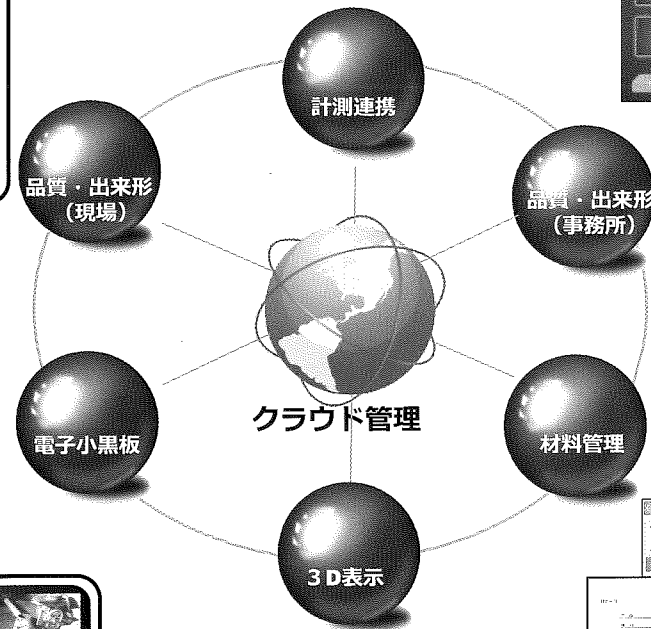 計測連携
品質・出来形
(現場)
品質・出来形
(事務所)
クラウド管理
電子小黒板
材料管理
3D表示